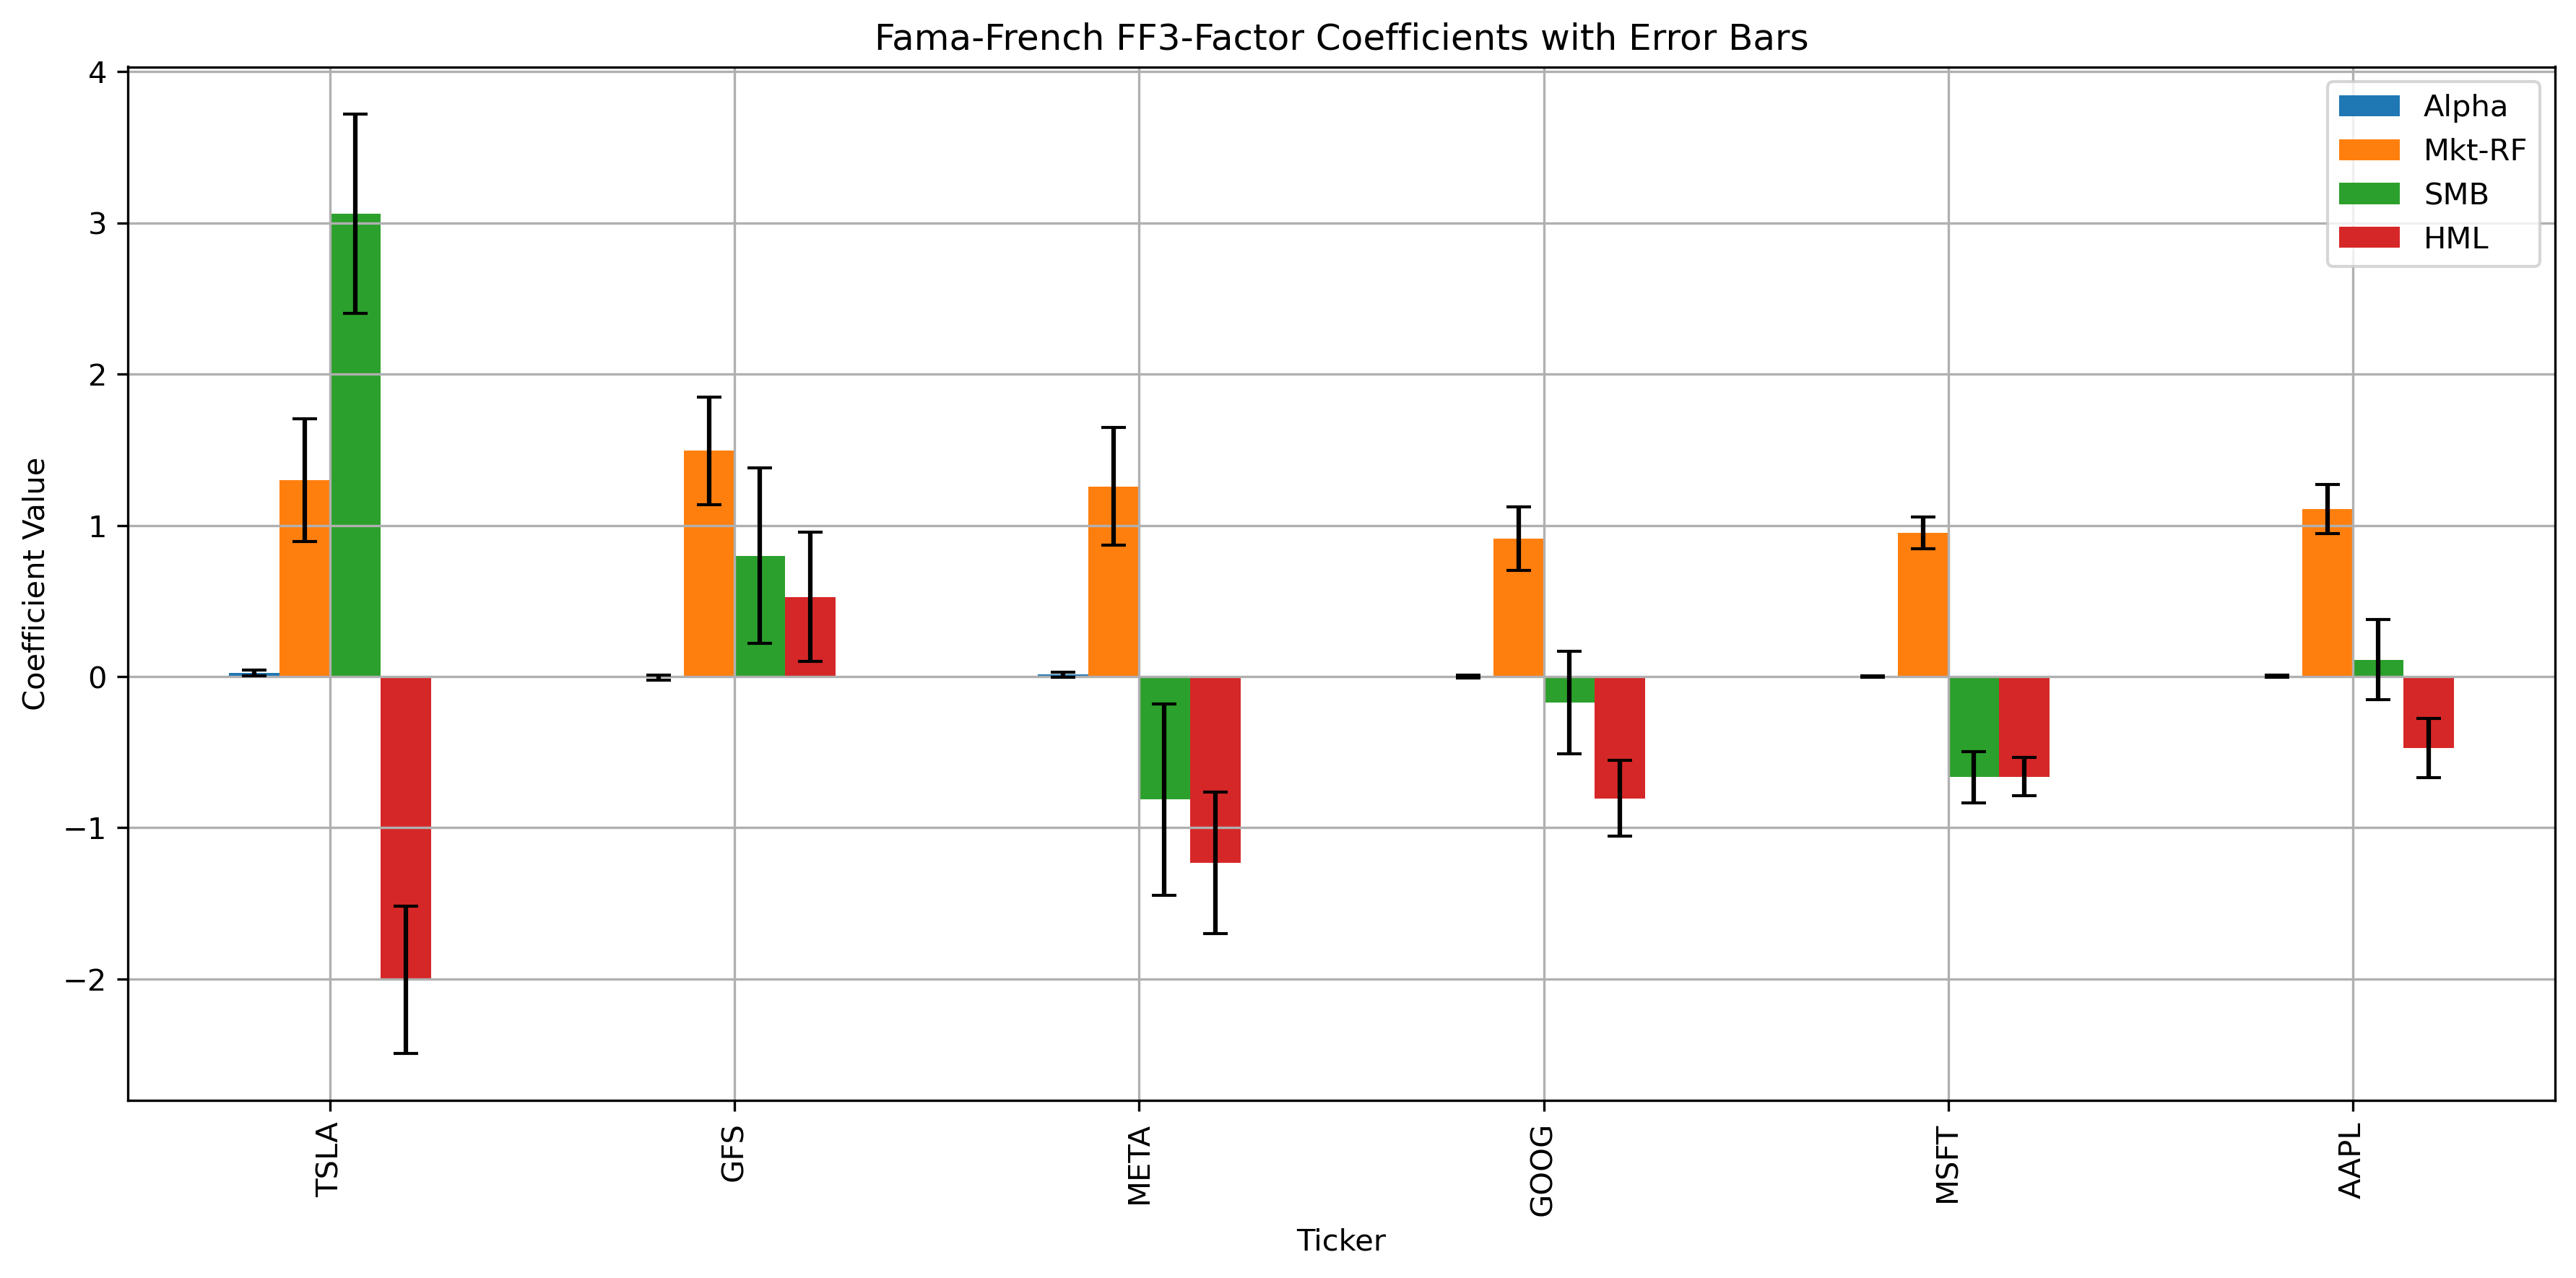 Fama-French FF3-Factor Coefficients with Error Bars
4
3
2
1
0
−1
−2
Coefficient Value
Alpha
Mkt-RF
SMB
HML
TSLA
GFS
META
GOOG
MSFT
AAPL
Ticker